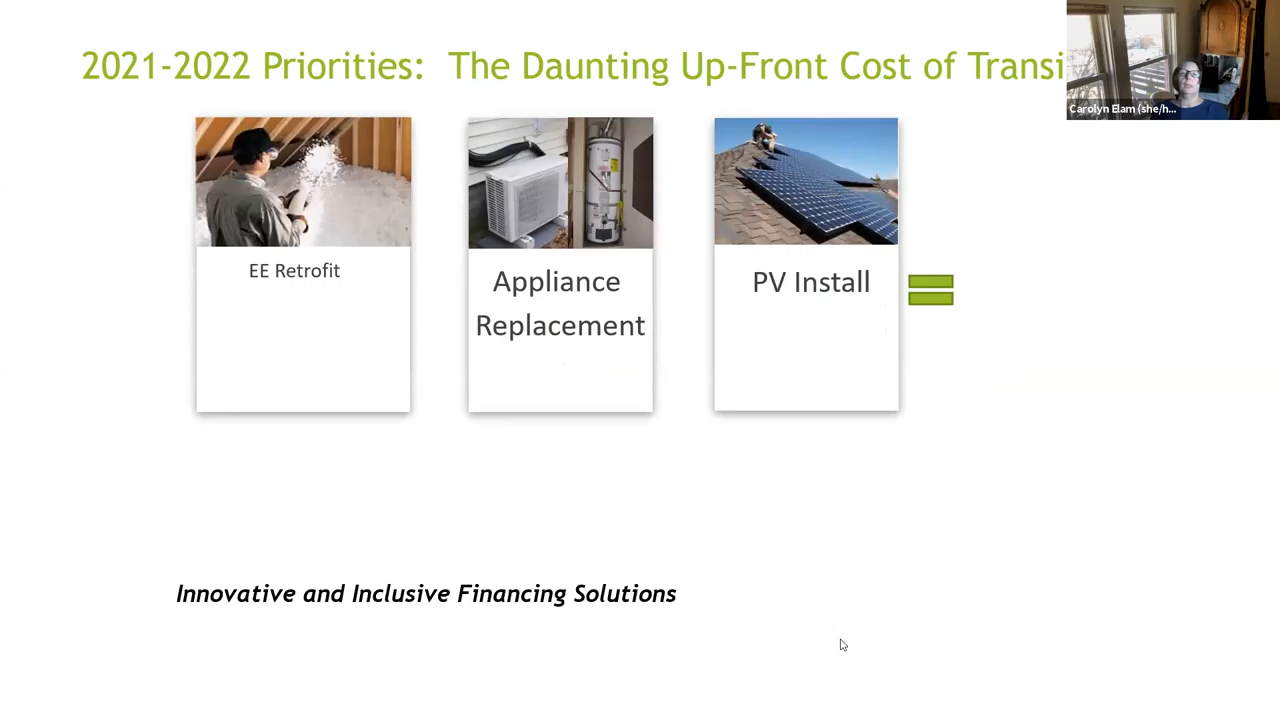 2021-2022 Priorities: The Daunting Up-Front Cost of Transi
Carolyn Elam (she/h...
EE Retrofit
Appliance
Replacement
PV Install
Innovative and Inclusive Financing Solutions